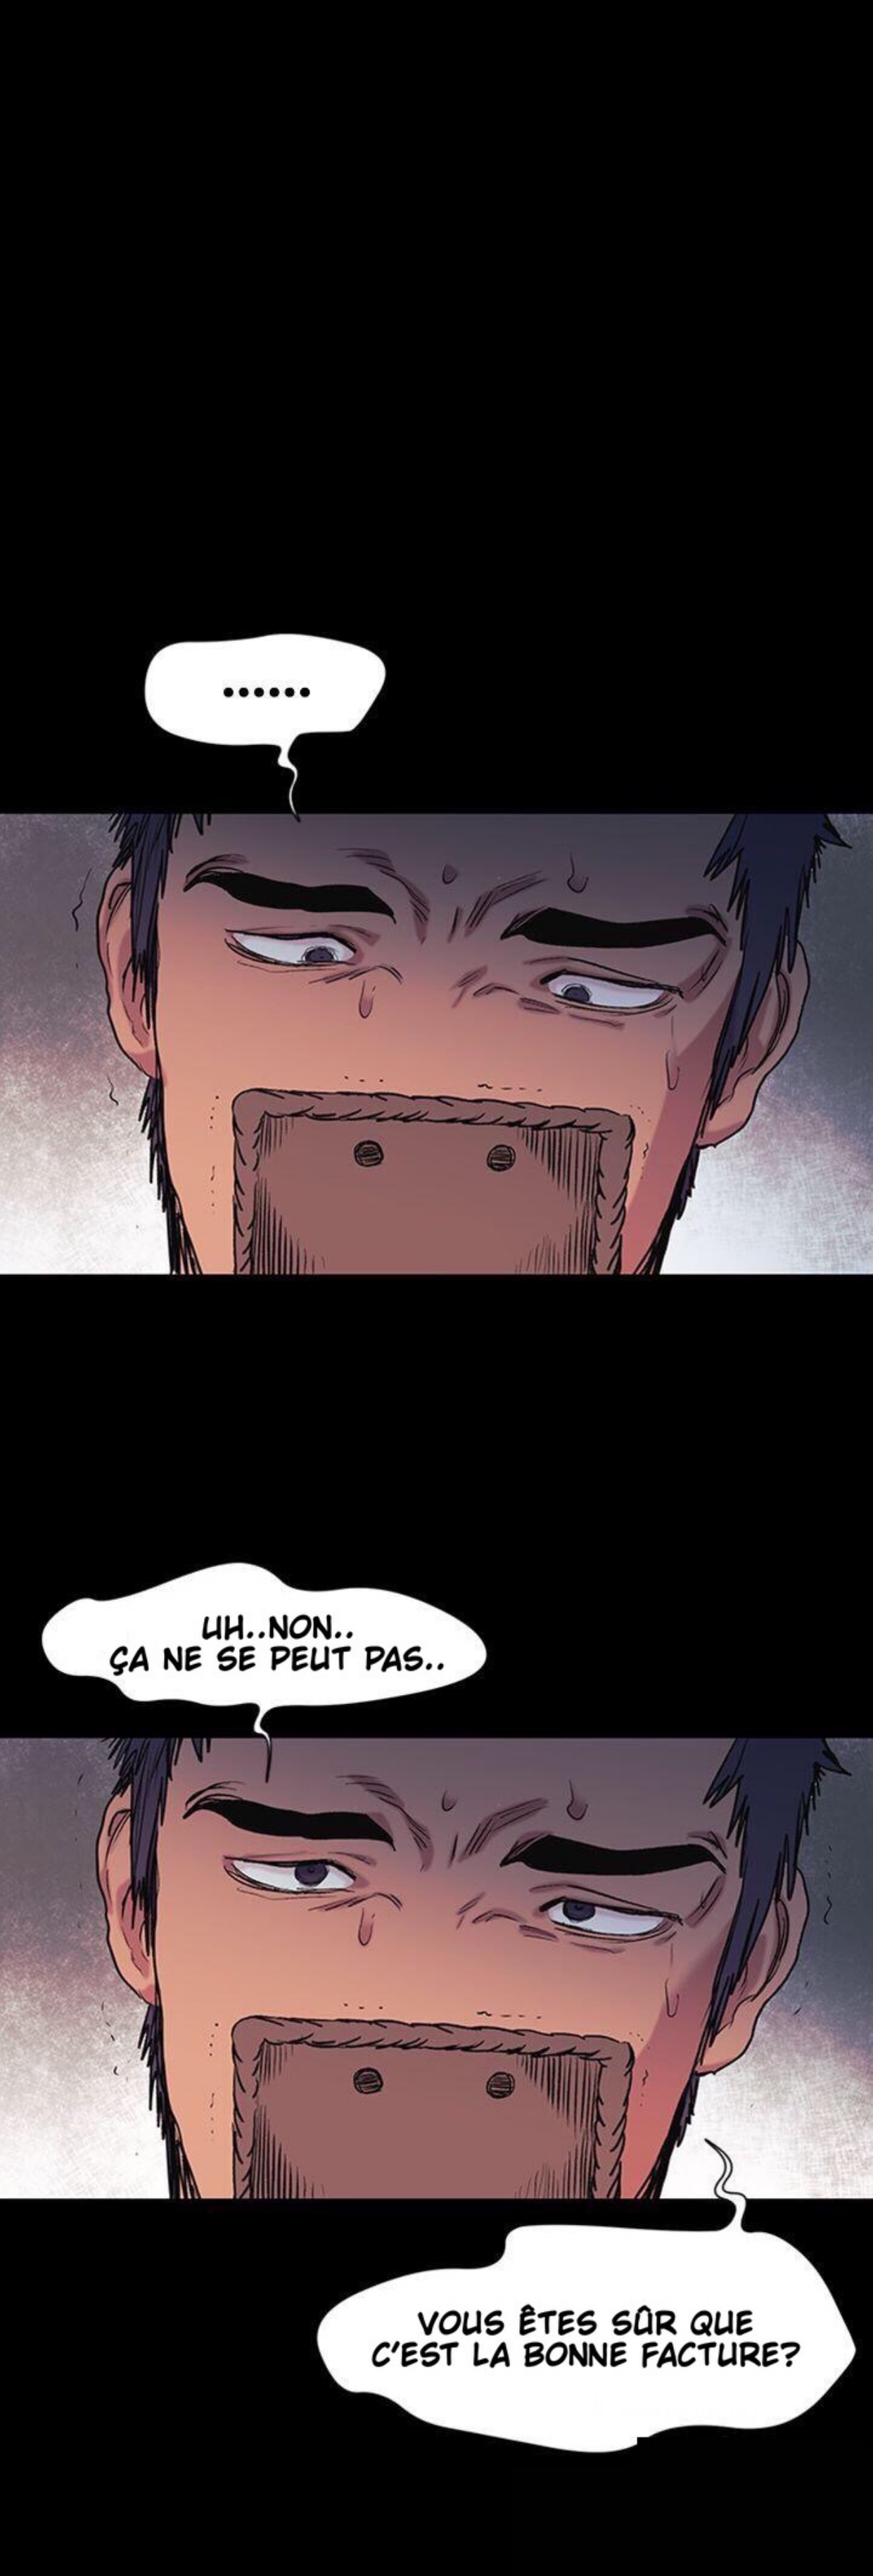 ......
UH..NON..
ÇA NE SE PEUT PAS..
VOUS ÊTES SÛR QUE
C'EST LA BONNE FACTURE?